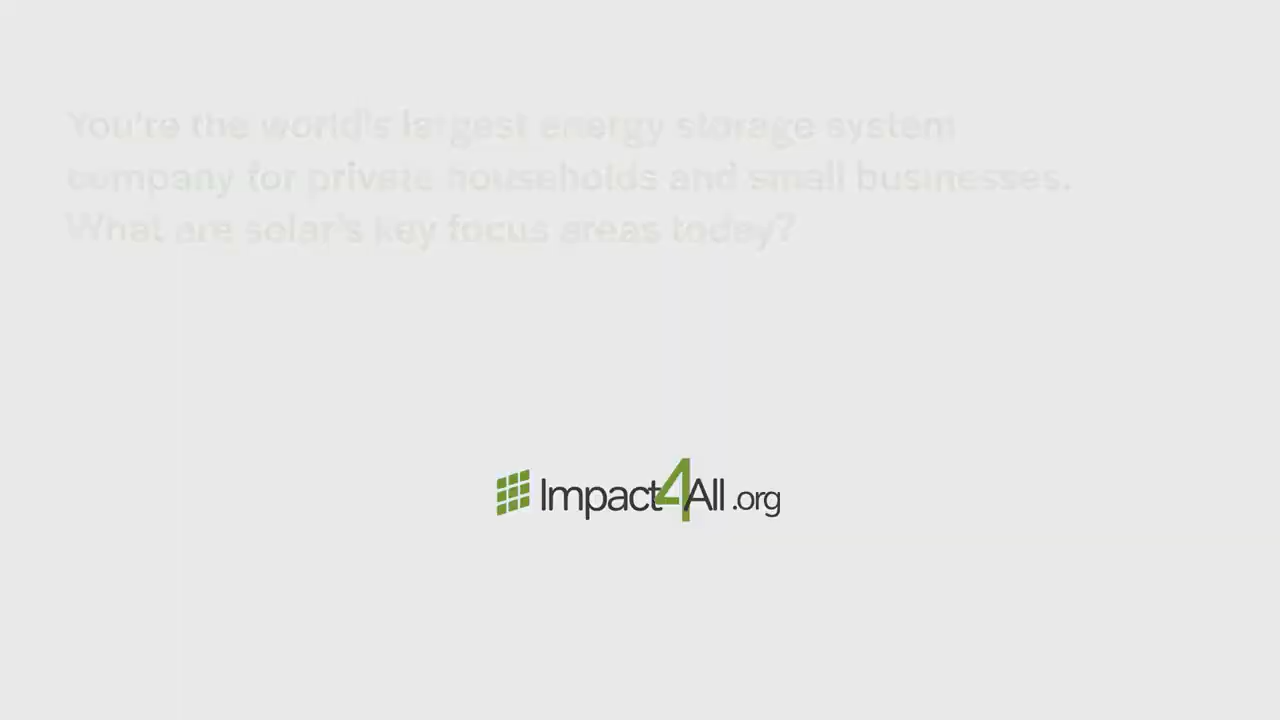 You're the world's largest energy storage system
company for private households and small businesses.
What are solar's key focus areas today?
Impact4All.org